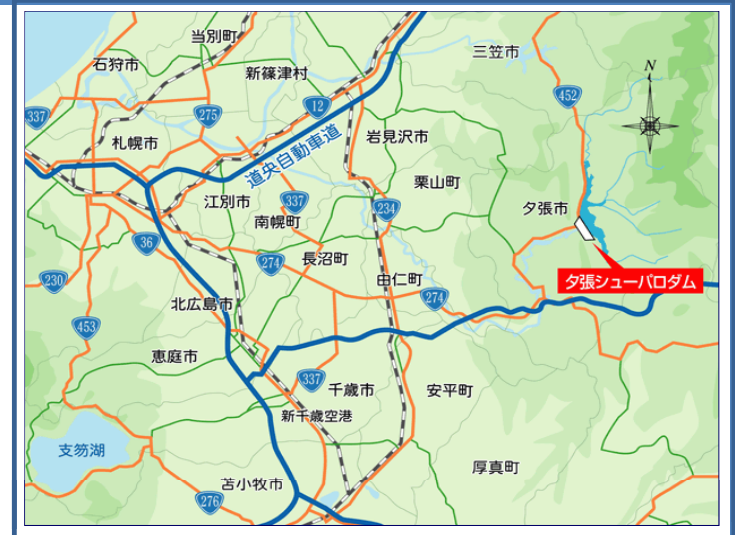 当別町
三笠市
石狩市
新篠津村
N
452
12
337
275
札幌市
道央自動車道
岩見沢市
栗山町
江別市
337
234
夕張市
南幌町
36
長沼町
274
由仁町
230
夕張シューパロダム
274
北広島市
453
恵庭市
337
千歳市
安平町
新千歳空港
支笏湖
厚真町
苫小牧市
276